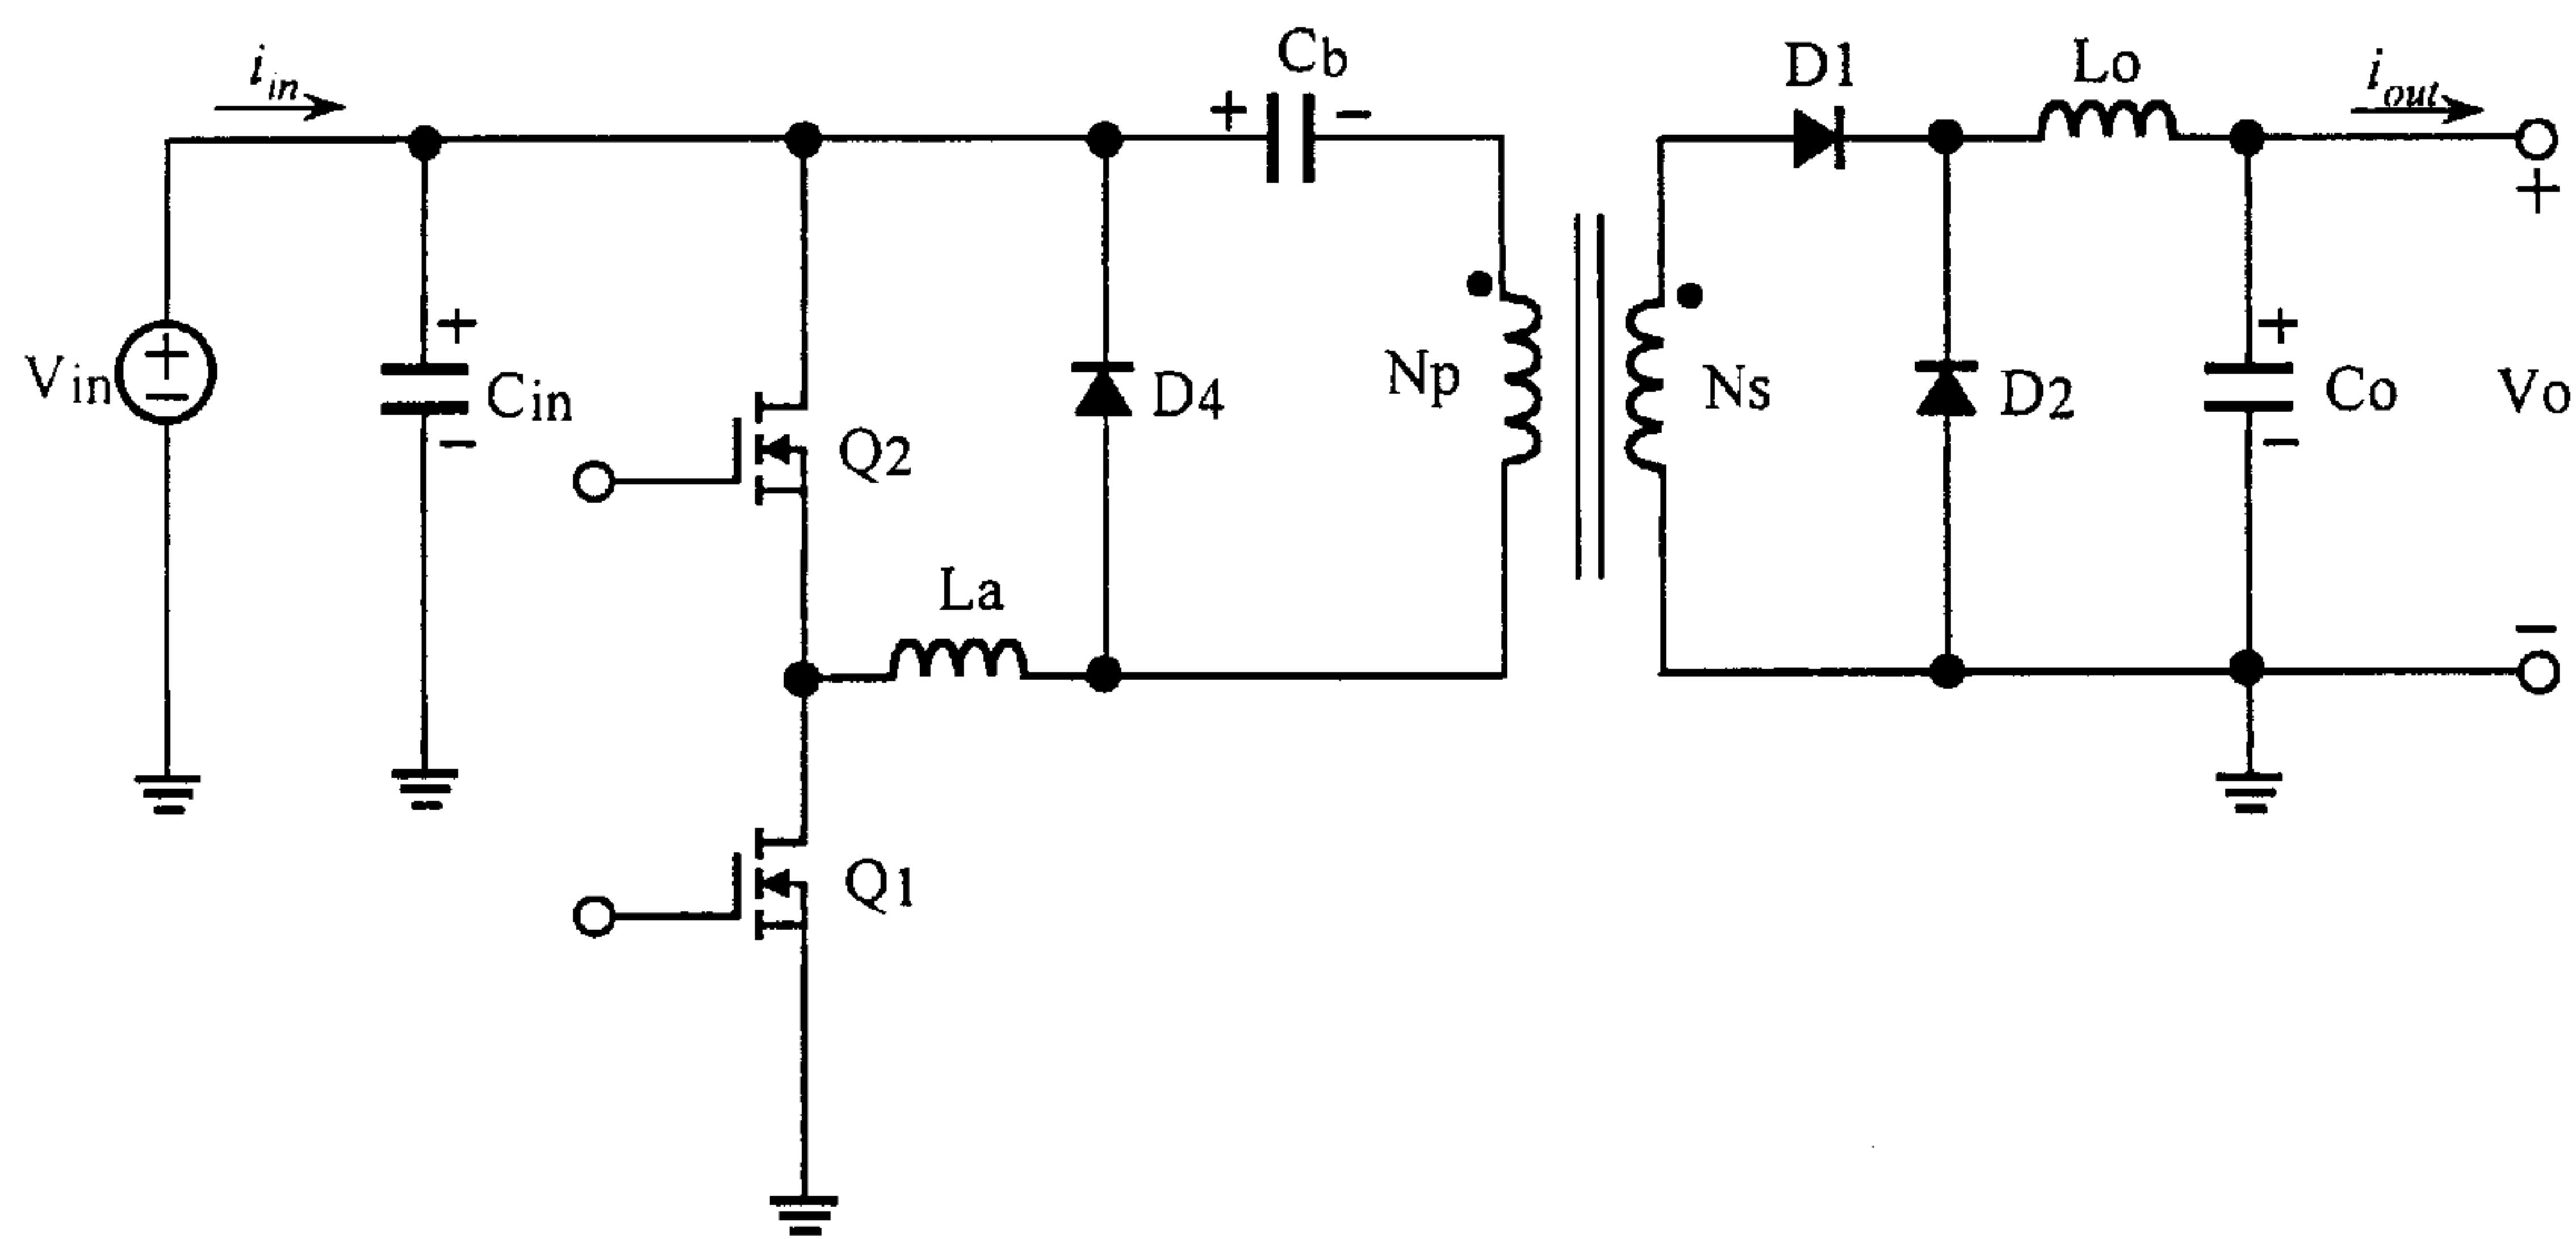 i_in
Cb
D1
Lo
i_out
+
−
+
Vin
+
−
+
−
Cin
Q2
D4
Np
Ns
D2
+
−
Co
Vo
La
−
Q1